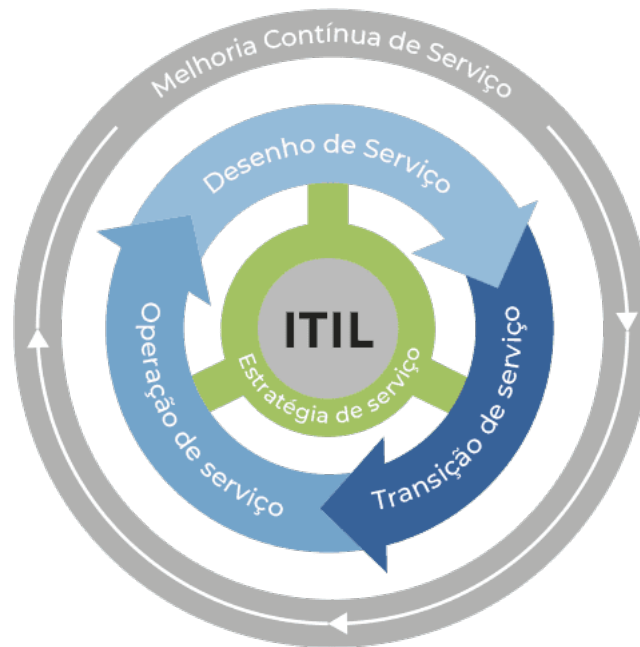 Melhoria Contínua de Serviço
Desenho de Serviço
Transição de serviço
Operação de serviço
ITIL
Estratégia de serviço